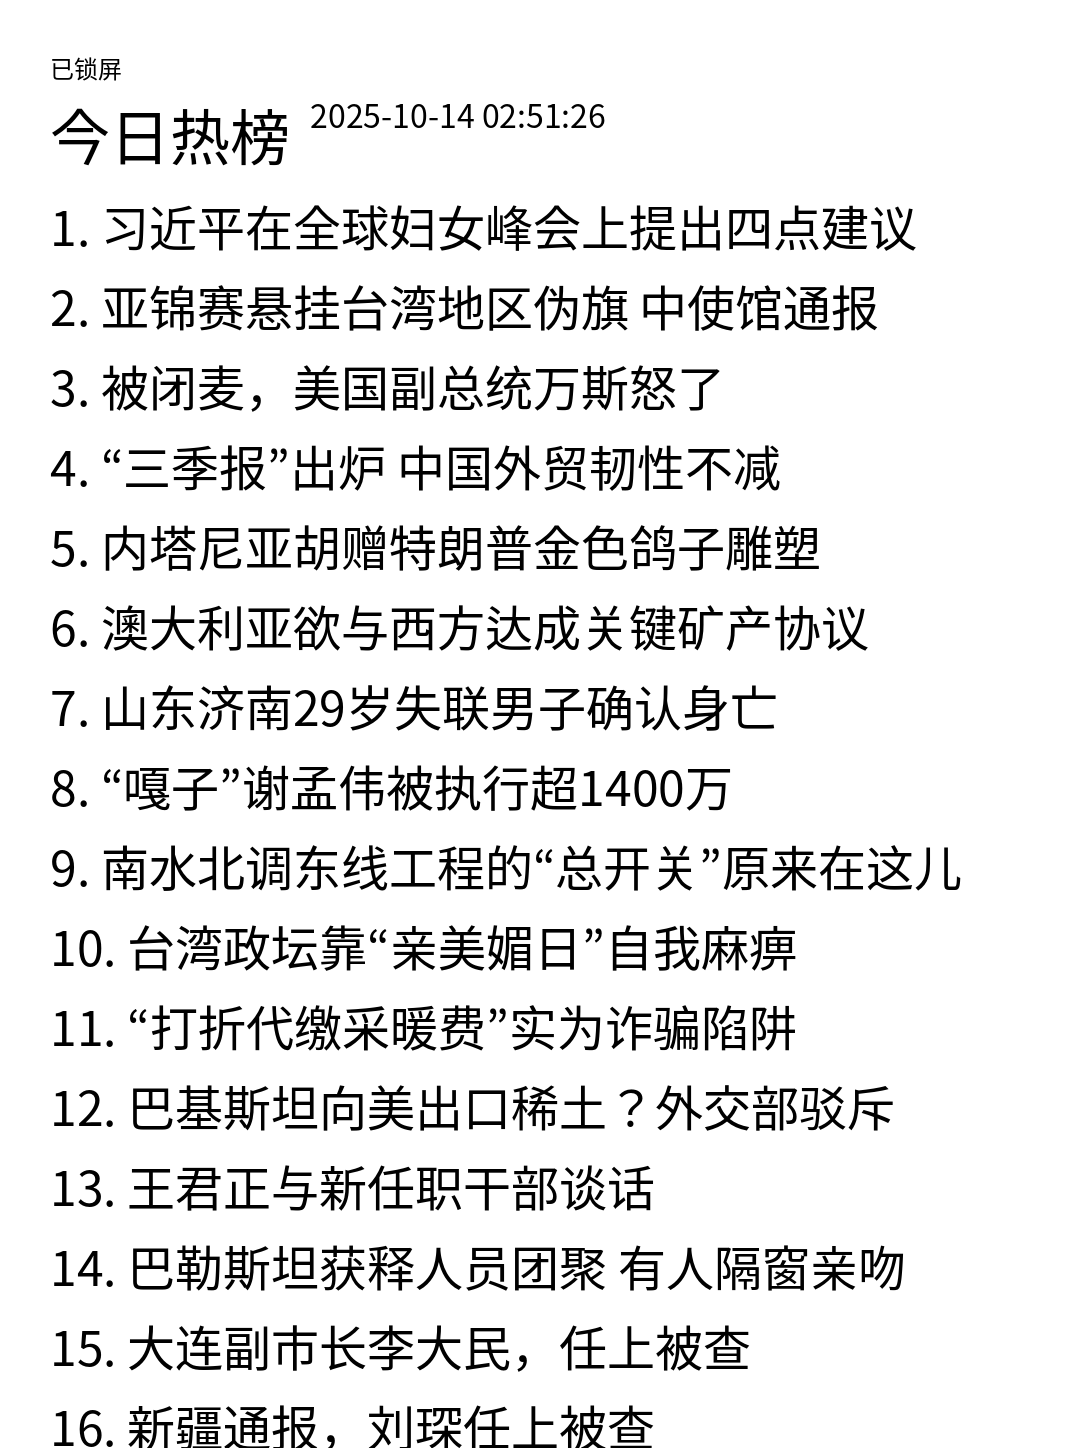 已锁屏
今日热榜 2025-10-14 02:51:26
1. 习近平在全球妇女峰会上提出四点建议
2. 亚锦赛悬挂台湾地区伪旗 中使馆通报
3. 被闭麦，美国副总统万斯怒了
4. “三季报”出炉 中国外贸韧性不减
5. 内塔尼亚胡赠特朗普金色鸽子雕塑
6. 澳大利亚欲与西方达成关键矿产协议
7. 山东济南29岁失联男子确认身亡
8. “嘎子”谢孟伟被执行超1400万
9. 南水北调东线工程的“总开关”原来在这儿
10. 台湾政坛靠“亲美媚日”自我麻痹
11. “打折代缴采暖费”实为诈骗陷阱
12. 巴基斯坦向美出口稀土？外交部驳斥
13. 王君正与新任职干部谈话
14. 巴勒斯坦获释人员团聚 有人隔窗亲吻
15. 大连副市长李大民，任上被查
16. 新疆通报，刘琛任上被查